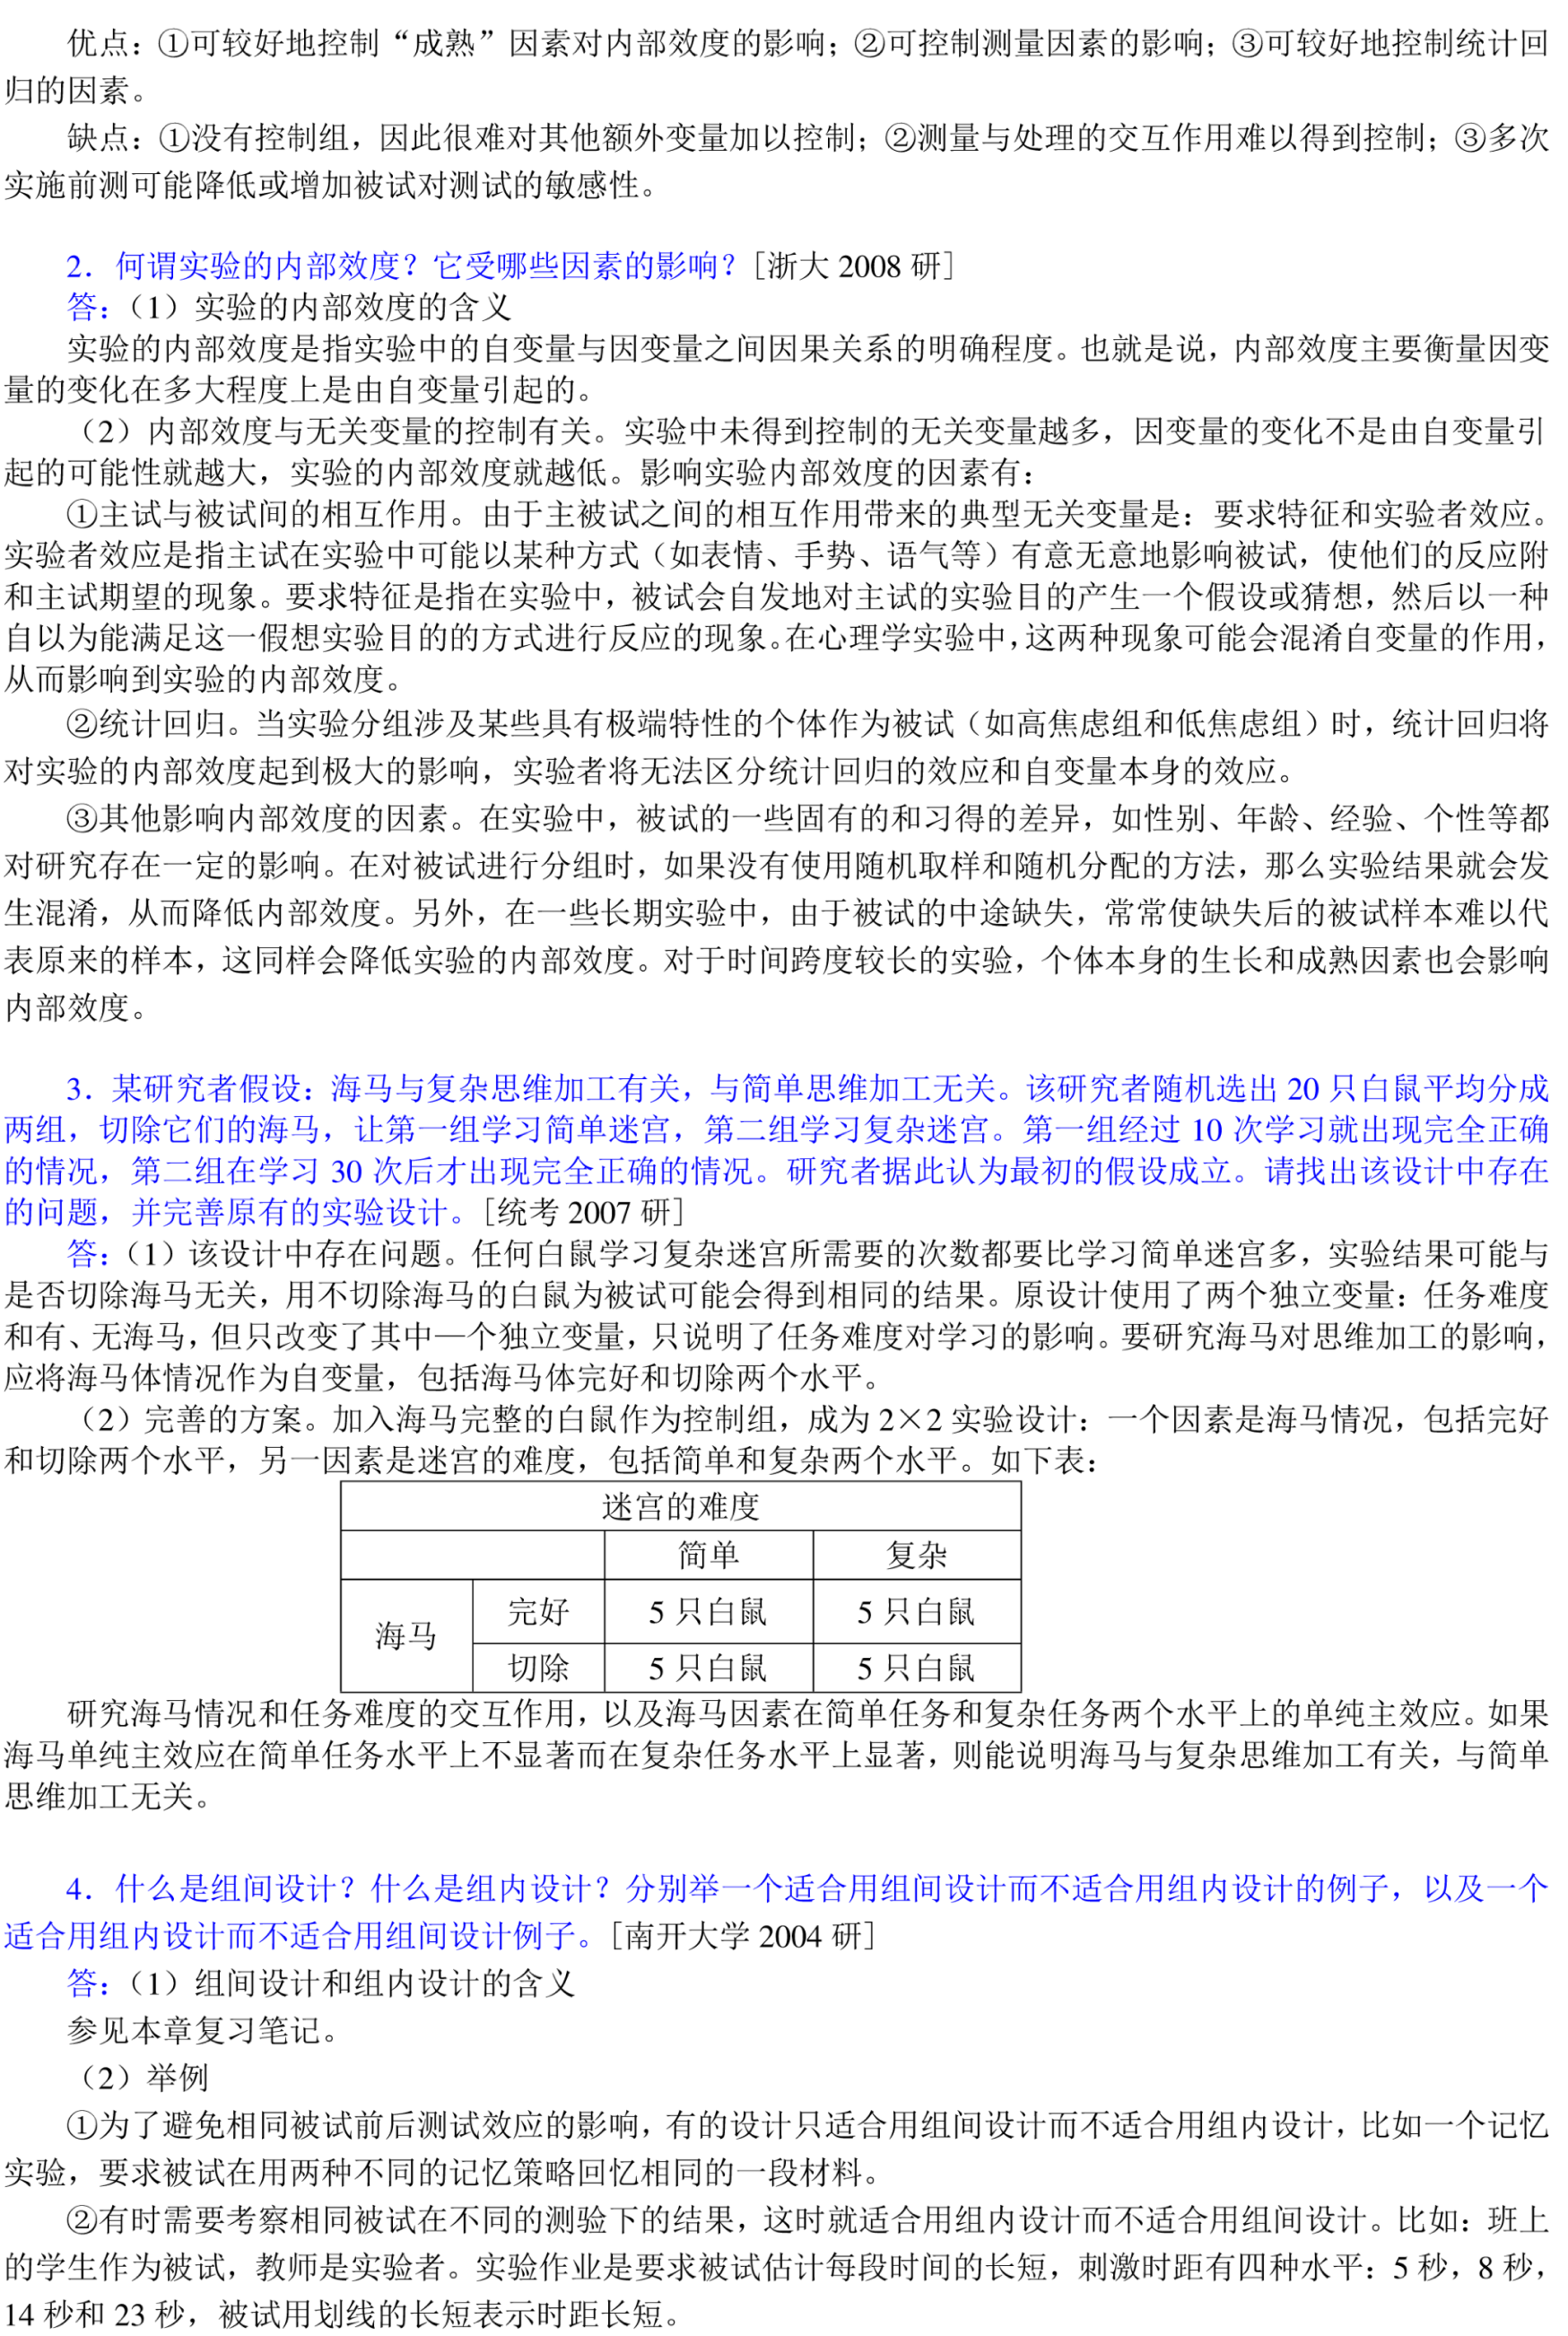 优点：①可较好地控制“成熟”因素对内部效度的影响；②可控制测量因素的影响；③可较好地控制统计回
归的因素。
缺点：①没有控制组，因此很难对其他额外变量加以控制；②测量与处理的交互作用难以得到控制；③多次
实施前测可能降低或增加被试对测试的敏感性。
2．何谓实验的内部效度？它受哪些因素的影响？［浙大 2008 研］
答：（1）实验的内部效度的含义
实验的内部效度是指实验中的自变量与因变量之间因果关系的明确程度。也就是说，内部效度主要衡量因变
量的变化在多大程度上是由自变量引起的。
（2）内部效度与无关变量的控制有关。实验中未得到控制的无关变量越多，因变量的变化不是由自变量引
起的可能性就越大，实验的内部效度就越低。影响实验内部效度的因素有：
①主试与被试间的相互作用。由于主被试之间的相互作用带来的典型无关变量是：要求特征和实验者效应。
实验者效应是指主试在实验中可能以某种方式（如表情、手势、语气等）有意无意地影响被试，使他们的反应附
和主试期望的现象。要求特征是指在实验中，被试会自发地对主试的实验目的产生一个假设或猜想，然后以一种
自以为能满足这一假想实验目的的方式进行反应的现象。在心理学实验中，这两种现象可能会混淆自变量的作用，
从而影响到实验的内部效度。
②统计回归。当实验分组涉及某些具有极端特性的个体作为被试（如高焦虑组和低焦虑组）时，统计回归将
对实验的内部效度起到极大的影响，实验者将无法区分统计回归的效应和自变量本身的效应。
③其他影响内部效度的因素。在实验中，被试的一些固有的和习得的差异，如性别、年龄、经验、个性等都
对研究存在一定的影响。在对被试进行分组时，如果没有使用随机取样和随机分配的方法，那么实验结果就会发
生混淆，从而降低内部效度。另外，在一些长期实验中，由于被试的中途缺失，常常使缺失后的被试样本难以代
表原来的样本，这同样会降低实验的内部效度。对于时间跨度较长的实验，个体本身的生长和成熟因素也会影响
内部效度。
3．某研究者假设：海马与复杂思维加工有关，与简单思维加工无关。该研究者随机选出 20 只白鼠平均分成
两组，切除它们的海马，让第一组学习简单迷宫，第二组学习复杂迷宫。第一组经过 10 次学习就出现完全正确
的情况，第二组在学习 30 次后才出现完全正确的情况。研究者据此认为最初的假设成立。请找出该设计中存在
的问题，并完善原有的实验设计。［统考 2007 研］
答：（1）该设计中存在问题。任何白鼠学习复杂迷宫所需要的次数都要比学习简单迷宫多，实验结果可能与
是否切除海马无关，用不切除海马的白鼠为被试可能会得到相同的结果。原设计使用了两个独立变量：任务难度
和有、无海马，但只改变了其中—个独立变量，只说明了任务难度对学习的影响。要研究海马对思维加工的影响，
应将海马体情况作为自变量，包括海马体完好和切除两个水平。
（2）完善的方案。加入海马完整的白鼠作为控制组，成为 2×2 实验设计：一个因素是海马情况，包括完好
和切除两个水平，另一因素是迷宫的难度，包括简单和复杂两个水平。如下表：
迷宫的难度
简单 复杂
海马 完好 5 只白鼠 5 只白鼠
切除 5 只白鼠 5 只白鼠
研究海马情况和任务难度的交互作用，以及海马因素在简单任务和复杂任务两个水平上的单纯主效应。如果
海马单纯主效应在简单任务水平上不显著而在复杂任务水平上显著，则能说明海马与复杂思维加工有关，与简单
思维加工无关。
4．什么是组间设计？什么是组内设计？分别举一个适合用组间设计而不适合用组内设计的例子，以及一个
适合用组内设计而不适合用组间设计例子。［南开大学 2004 研］
答：（1）组间设计和组内设计的含义
参见本章复习笔记。
（2）举例
①为了避免相同被试前后测试效应的影响，有的设计只适合用组间设计而不适合用组内设计，比如一个记忆
实验，要求被试在用两种不同的记忆策略回忆相同的一段材料。
②有时需要考察相同被试在不同的测验下的结果，这时就适合用组内设计而不适合用组间设计。比如：班上
的学生作为被试，教师是实验者。实验作业是要求被试估计每段时间的长短，刺激时距有四种水平：5 秒，8 秒，
14 秒和 23 秒，被试用划线的长短表示时距长短。